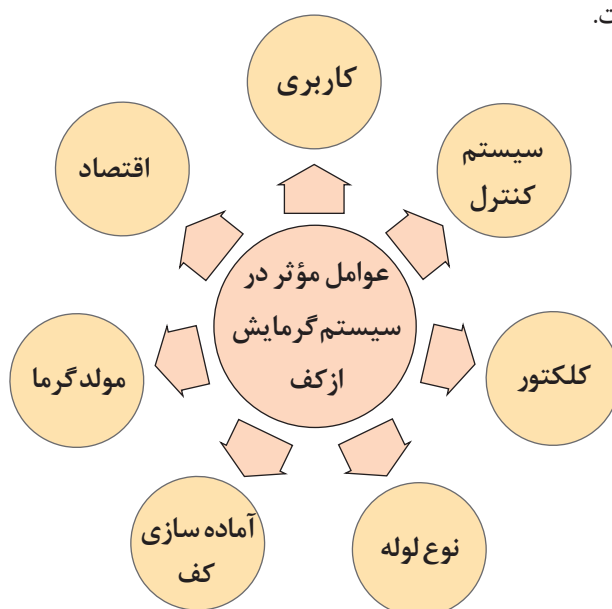 ت.
کاربری
سیستم
کنترل
اقتصاد
عوامل مؤثر در
سیستم گرمایش
از کف
کلکتور
مولد گرما
نوع لوله
آماده سازی
کف